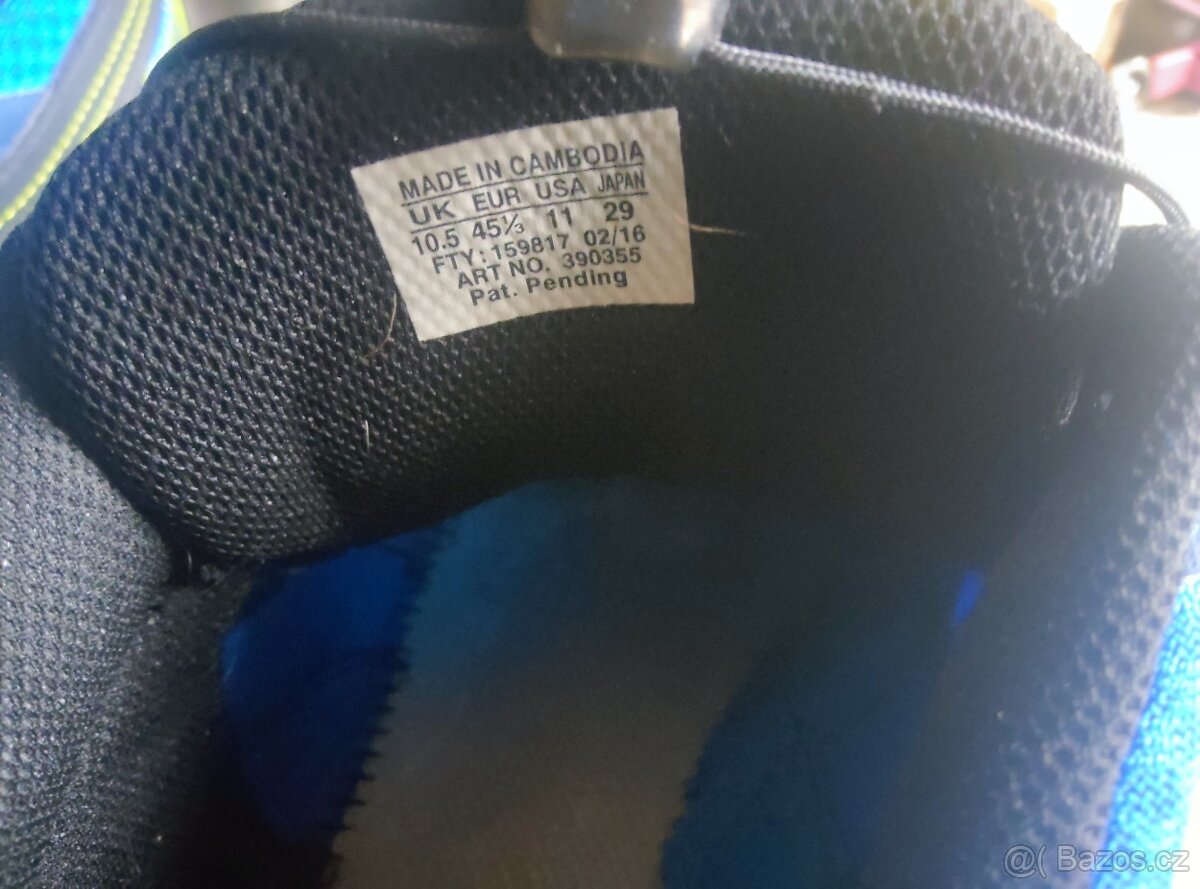 MADE IN CAMBODIA
UK EUR USA JAPAN
10.5 45⅓ 11 29
FTY: 159817 02/16
ART NO. 390355
Pat. Pending
@( Bazos.cz